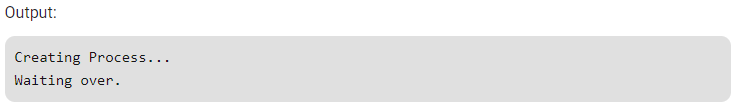 Output:
Creating Process...
Waiting over.